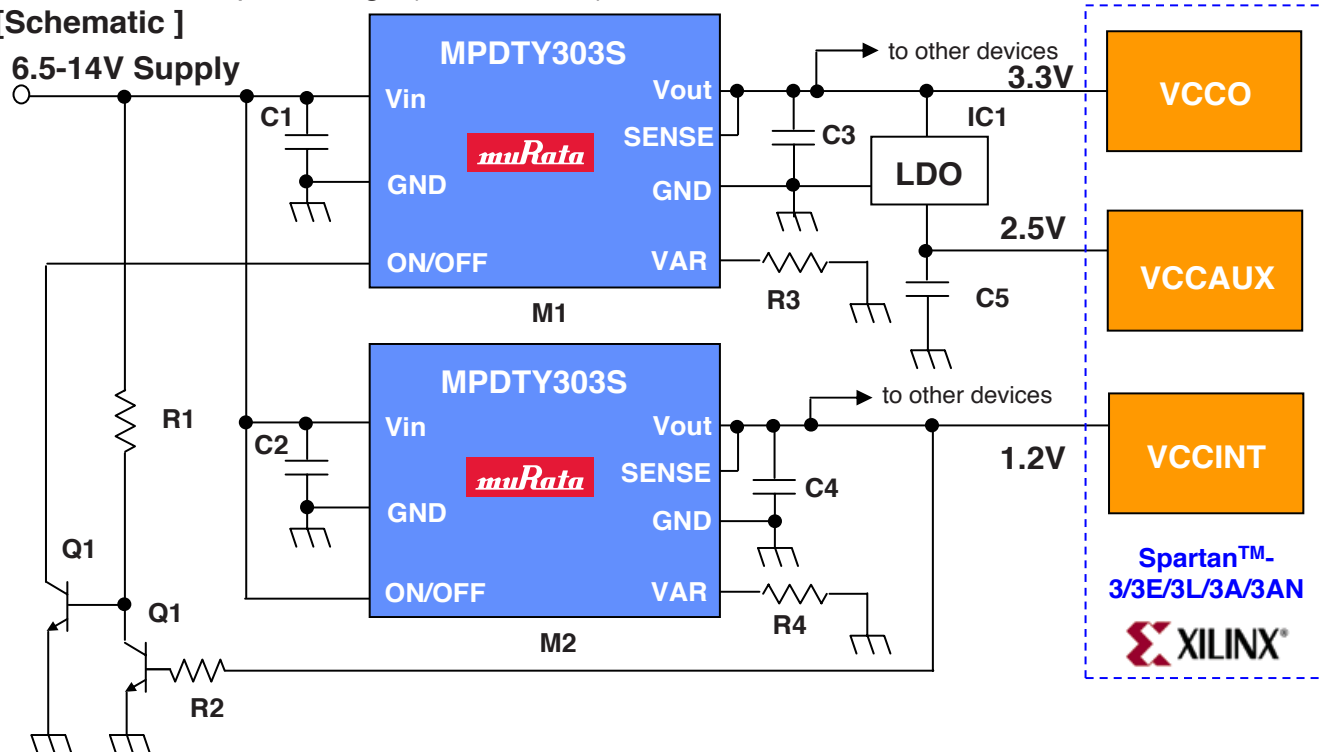 [Schematic ]
6.5-14V Supply
MPDTY303S
Vin
Vout
SENSE
muRata
GND
GND
ON/OFF
VAR
M1
C1
C3
to other devices
3.3V
IC1
LDO
2.5V
C5
R3
VCCO
VCCAUX
MPDTY303S
Vin
Vout
SENSE
muRata
GND
GND
ON/OFF
VAR
M2
C2
C4
to other devices
1.2V
R4
VCCINT
R1
Q1
Q1
R2
Spartan™-
3/3E/3L/3A/3AN
XILINX®